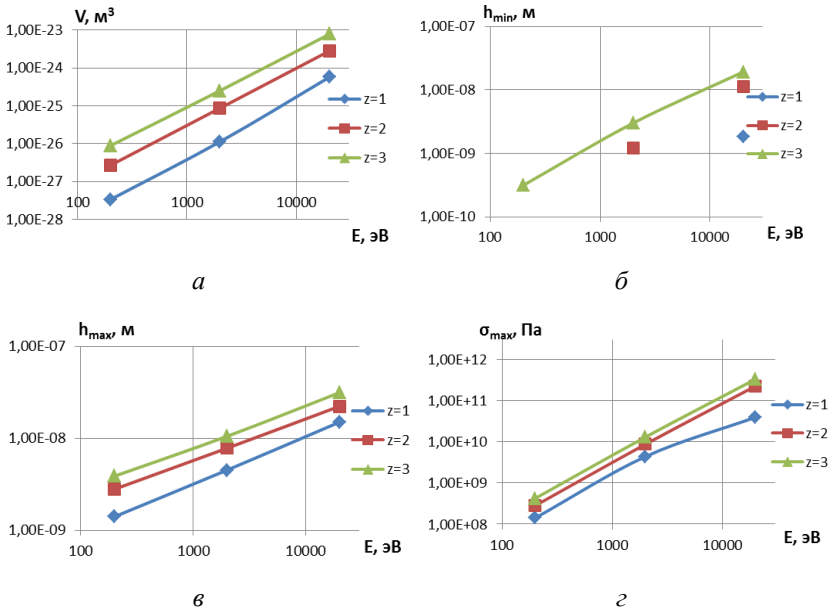 V, м³
1,00E-23
1,00E-24
1,00E-25
1,00E-26
1,00E-27
1,00E-28
100
1000
10000
E, эВ
z=1
z=2
z=3
а
hmin, м
1,00E-07
1,00E-08
1,00E-09
1,00E-10
100
1000
10000
E, эВ
z=1
z=2
z=3
б
hmax, м
1,00E-07
1,00E-08
1,00E-09
100
1000
10000
E, эВ
z=1
z=2
z=3
в
σmax, Па
1,00E+12
1,00E+11
1,00E+10
1,00E+09
1,00E+08
100
1000
10000
E, эВ
z=1
z=2
z=3
г